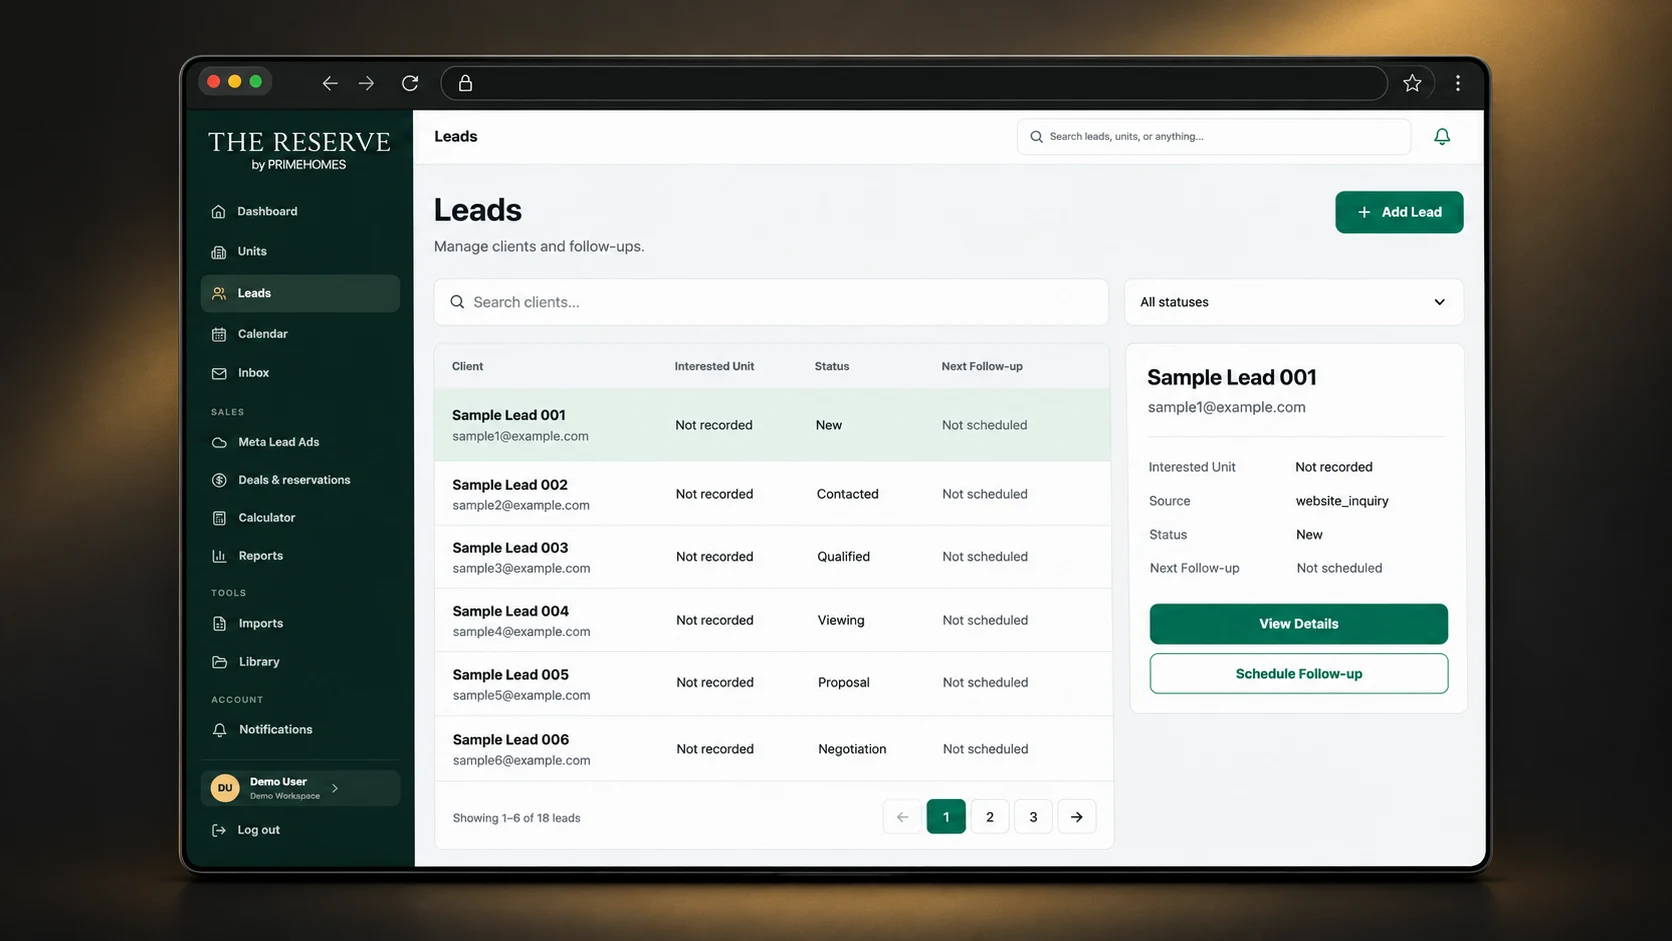 THE RESERVE
by PRIMEHOMES
Dashboard
Units
Leads
Calendar
Inbox
SALES
Meta Lead Ads
Deals & reservations
Calculator
Reports
TOOLS
Imports
Library
ACCOUNT
Notifications
DU
Demo User
Demo Workspace
Log out
Leads
Search leads, units, or anything...
Leads
Manage clients and follow-ups.
+ Add Lead
Search clients...
All statuses
Client Interested Unit Status Next Follow-up
Sample Lead 001
sample1@example.com
Not recorded New Not scheduled
Sample Lead 002
sample2@example.com
Not recorded Contacted Not scheduled
Sample Lead 003
sample3@example.com
Not recorded Qualified Not scheduled
Sample Lead 004
sample4@example.com
Not recorded Viewing Not scheduled
Sample Lead 005
sample5@example.com
Not recorded Proposal Not scheduled
Sample Lead 006
sample6@example.com
Not recorded Negotiation Not scheduled
Showing 1–6 of 18 leads
← 1 2 3 →
Sample Lead 001
sample1@example.com
Interested Unit Not recorded
Source website_inquiry
Status New
Next Follow-up Not scheduled
View Details
Schedule Follow-up